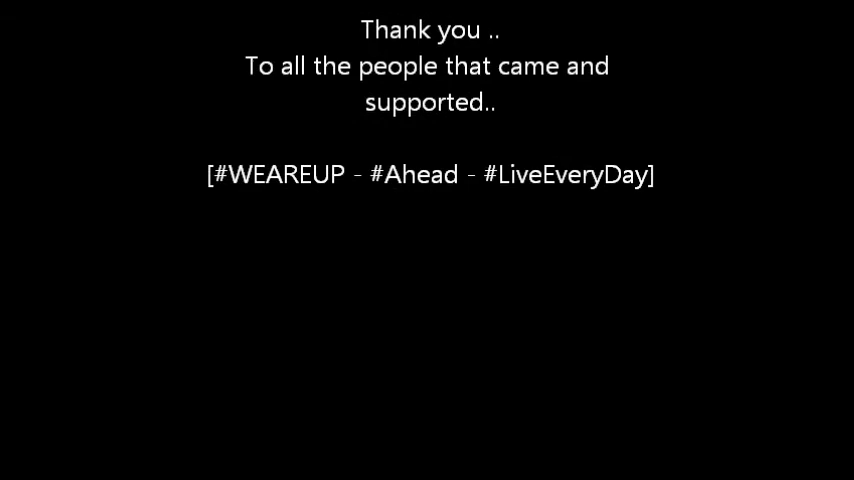 Thank you ..
To all the people that came and
supported..
[#WEAREUP - #Ahead - #LiveEveryDay]